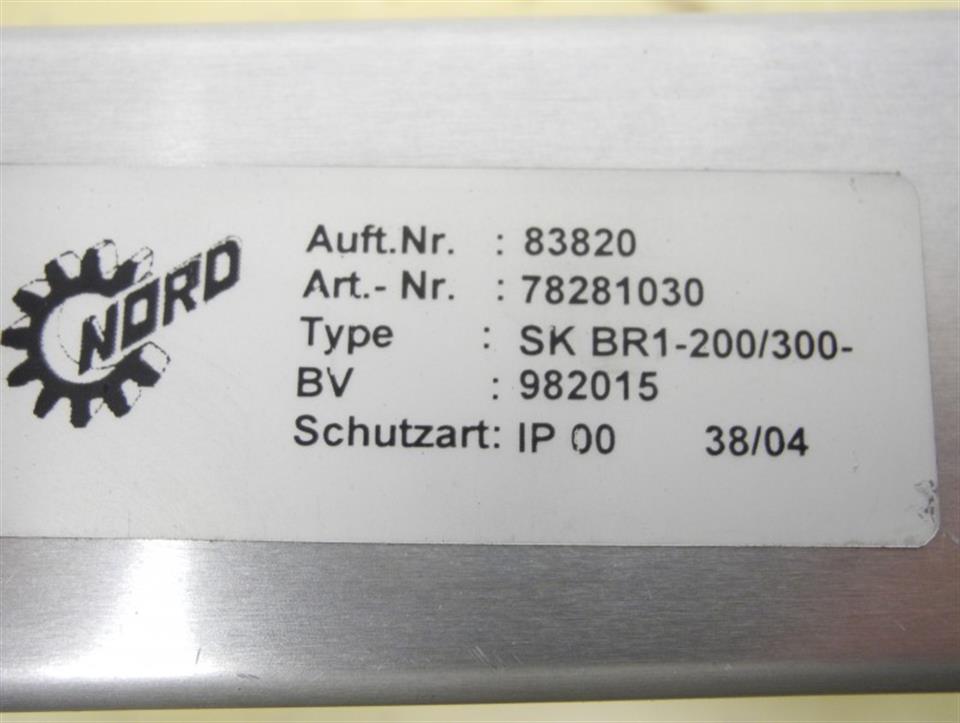 NORD
Auft.Nr. : 83820
Art.- Nr. : 78281030
Type : SK BR1-200/300-
BV : 982015
Schutzart: IP 00 38/04